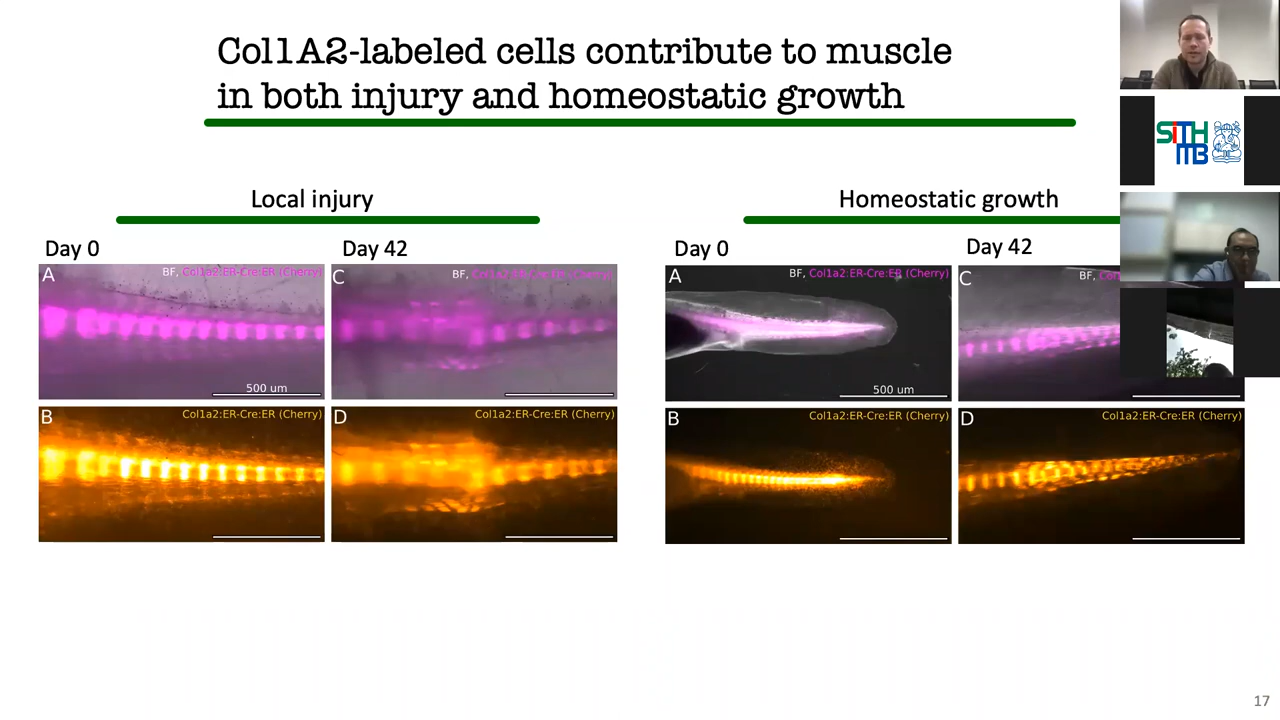 Col1A2-labeled cells contribute to muscle
in both injury and homeostatic growth
Local injury
Day 0
Day 42
A
BF, Col1a2:ER-Cre:ER (Cherry)
500 um
C
BF, Col1a2:ER-Cre:ER (Cherry)
B
Col1a2:ER-Cre:ER (Cherry)
D
Col1a2:ER-Cre:ER (Cherry)
Homeostatic growth
Day 0
Day 42
A
BF, Col1a2:ER-Cre:ER (Cherry)
500 um
C
BF,
B
Col1a2:ER-Cre:ER (Cherry)
D
Col1a2:ER-Cre:ER (Cherry)
SiTH
MB
17